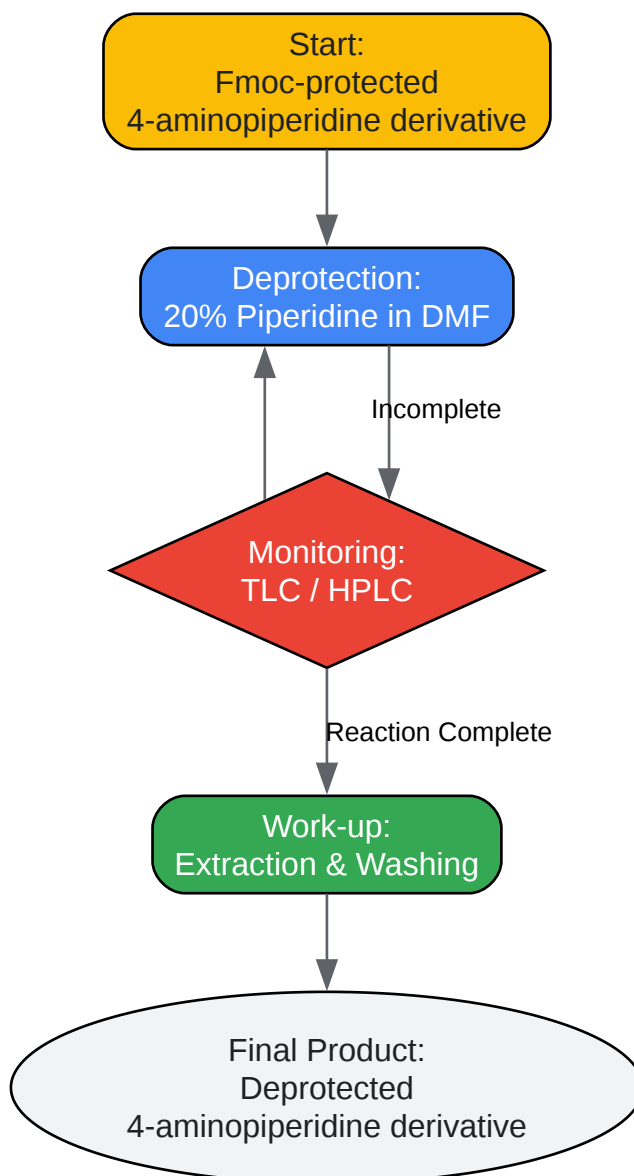 Start:
Fmoc-protected
4-aminopiperidine derivative
Deprotection:
20% Piperidine in DMF
Incomplete
Monitoring:
TLC / HPLC
Reaction Complete
Work-up:
Extraction & Washing
Final Product:
Deprotected
4-aminopiperidine derivative